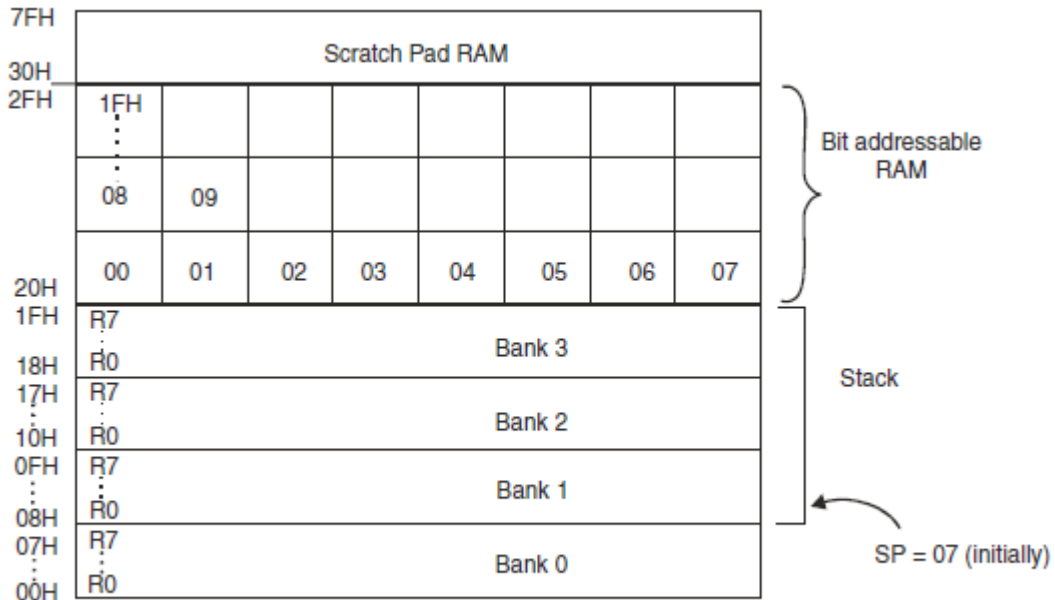 7FH
Scratch Pad RAM
30H
2FH
1FH
Bit addressable
RAM
08 09
00 01 02 03 04 05 06 07
20H
1FH
R7
Bank 3
18H
R0
Stack
17H
R7
Bank 2
10H
R0
0FH
R7
Bank 1
08H
R0
07H
R7
SP = 07 (initially)
Bank 0
00H
R0